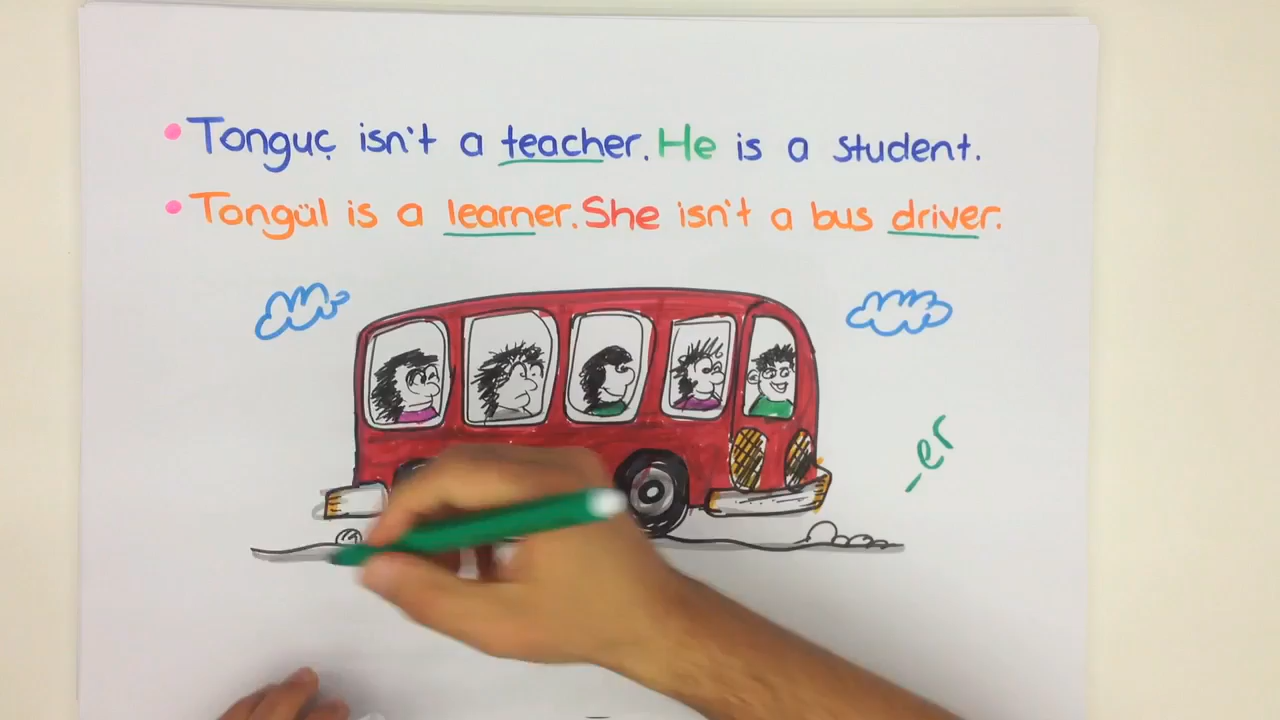 Tonguç isn't a teacher. He is a student.
Tongül is a learner. She isn't a bus driver.
-er